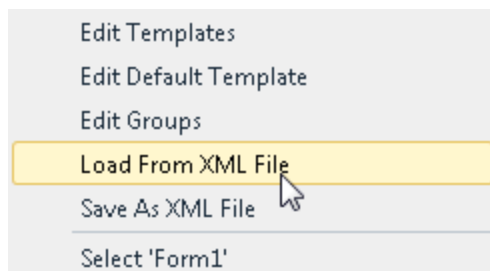 Edit Templates
Edit Default Template
Edit Groups
Load From XML File
Save As XML File
Select 'Form1'